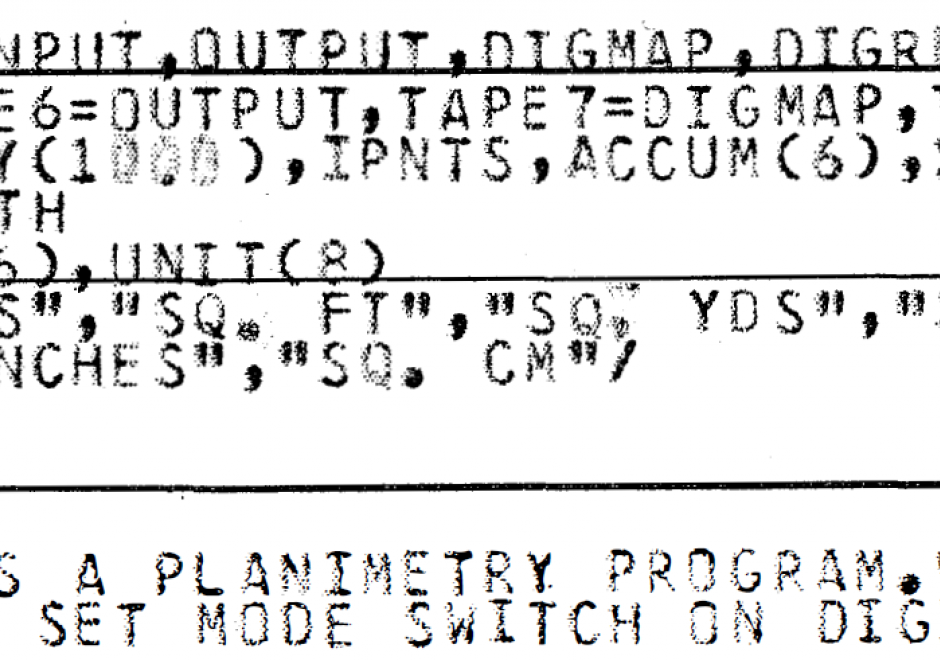 NPUT,OUTPUT,DIGMAP,DIGR
E6=OUTPUT,TAPE7=DIGMAP,
Y(1000),IPNTS,ACCUM(6),
TH
),UNIT(8)
S","SQ. FT","SQ. YDS","
NCHES","SQ. CM"/
S A PLANIMETRY PROGRAM.
SET MODE SWITCH ON DIG